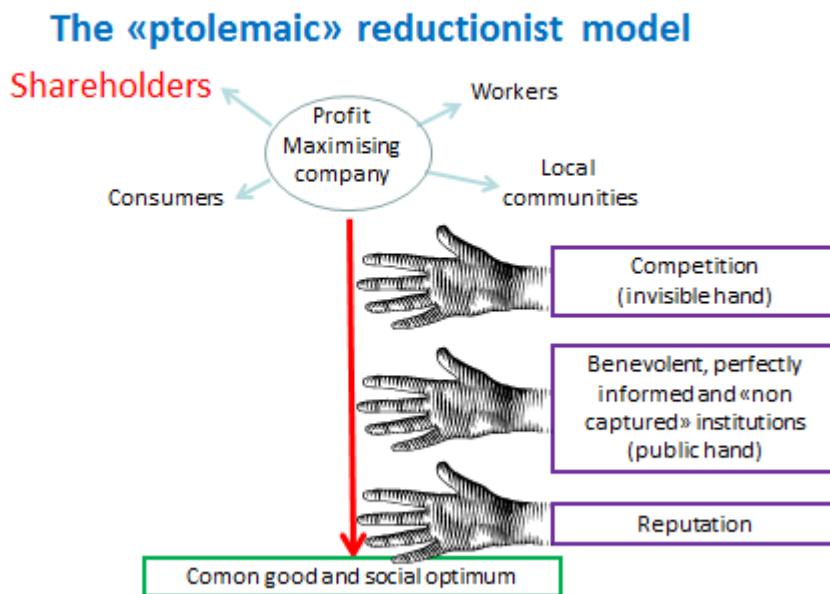 The «ptolemaic» reductionist model
Shareholders
Workers
Profit
Maximising
company
Consumers
Local
communities
Competition
(invisible hand)
Benevolent, perfectly
informed and «non
captured» institutions
(public hand)
Reputation
Comon good and social optimum